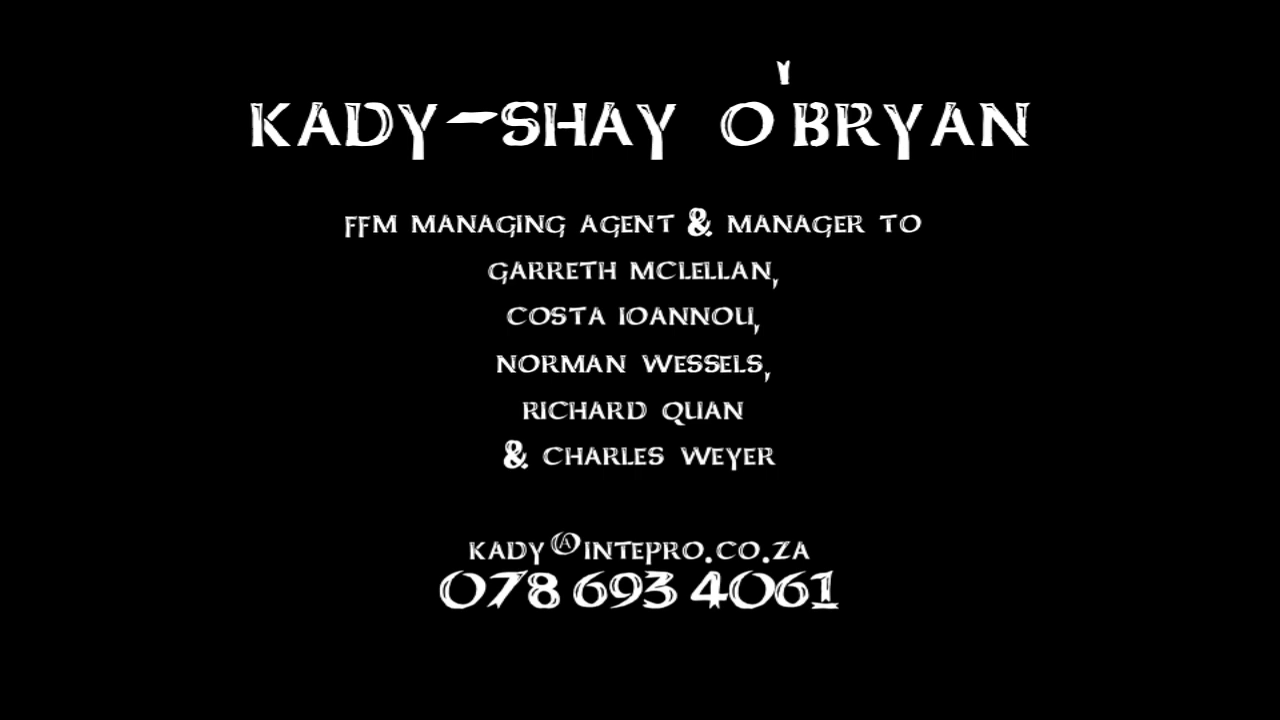 KADY-SHAY O'BRYAN
FFM MANAGING AGENT & MANAGER TO
GARRETH MCLELLAN,
COSTA IOANNOU,
NORMAN WESSELS,
RICHARD QUAN
& CHARLES WEYER
KADY@INTEPRO.CO.ZA
078 693 4061